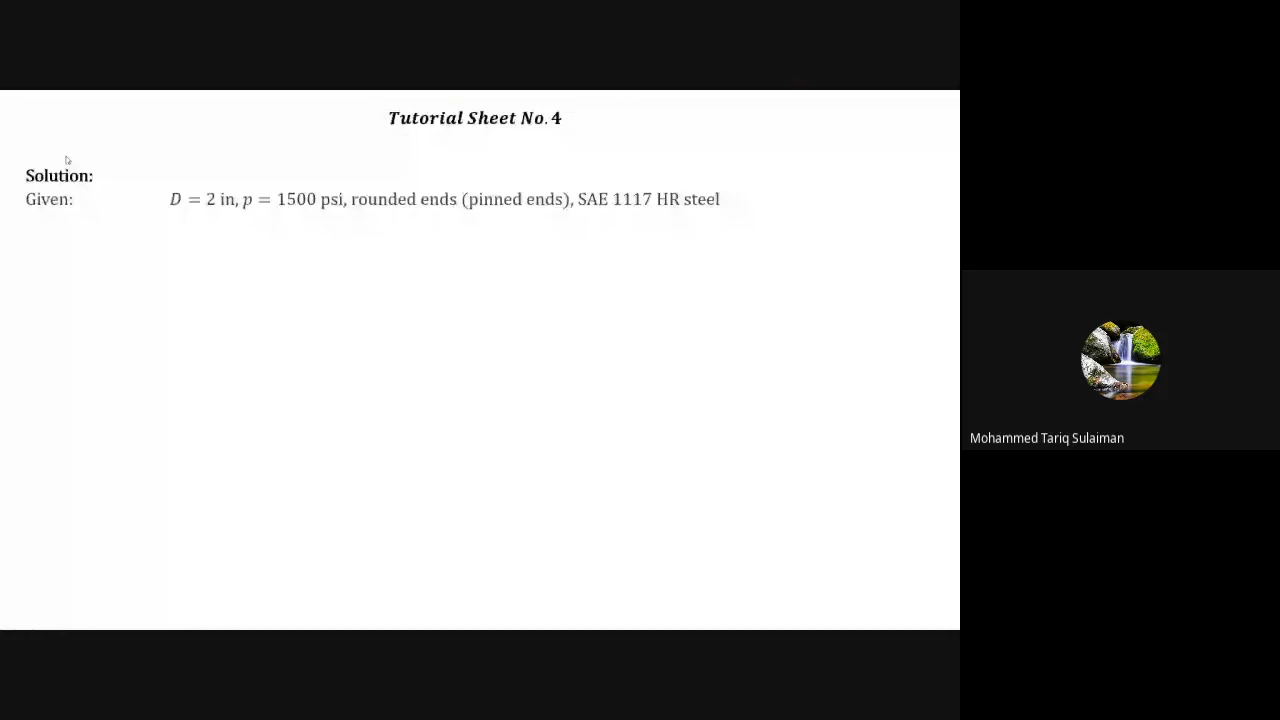 Tutorial Sheet No. 4
Solution:
Given: D = 2 in, p = 1500 psi, rounded ends (pinned ends), SAE 1117 HR steel
Mohammed Tariq Sulaiman